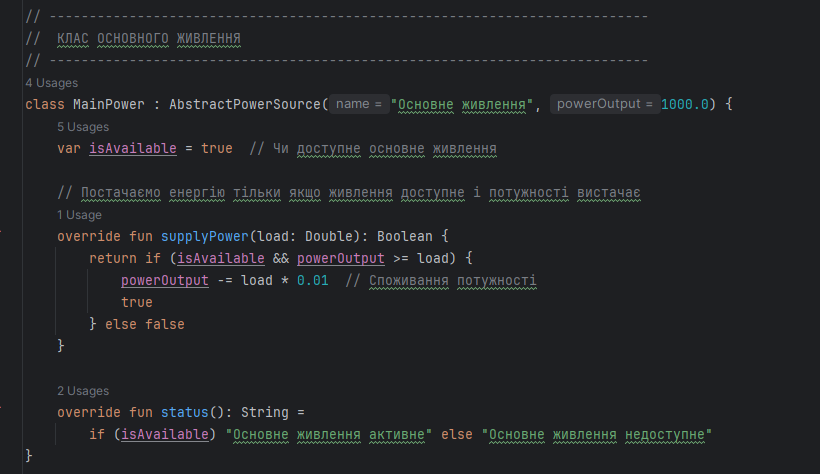 // ---------------------------------------------------------------------------
// КЛАС ОСНОВНОГО ЖИВЛЕННЯ
// ---------------------------------------------------------------------------
4 Usages
class MainPower : AbstractPowerSource( name = "Основне живлення", powerOutput = 1000.0) {
5 Usages
var isAvailable = true // Чи доступне основне живлення
// Постачаємо енергію тільки якщо живлення доступне і потужності вистачає
1 Usage
override fun supplyPower(load: Double): Boolean {
return if (isAvailable && powerOutput >= load) {
powerOutput -= load * 0.01 // Споживання потужності
true
} else false
}
2 Usages
override fun status(): String =
if (isAvailable) "Основне живлення активне" else "Основне живлення недоступне"
}